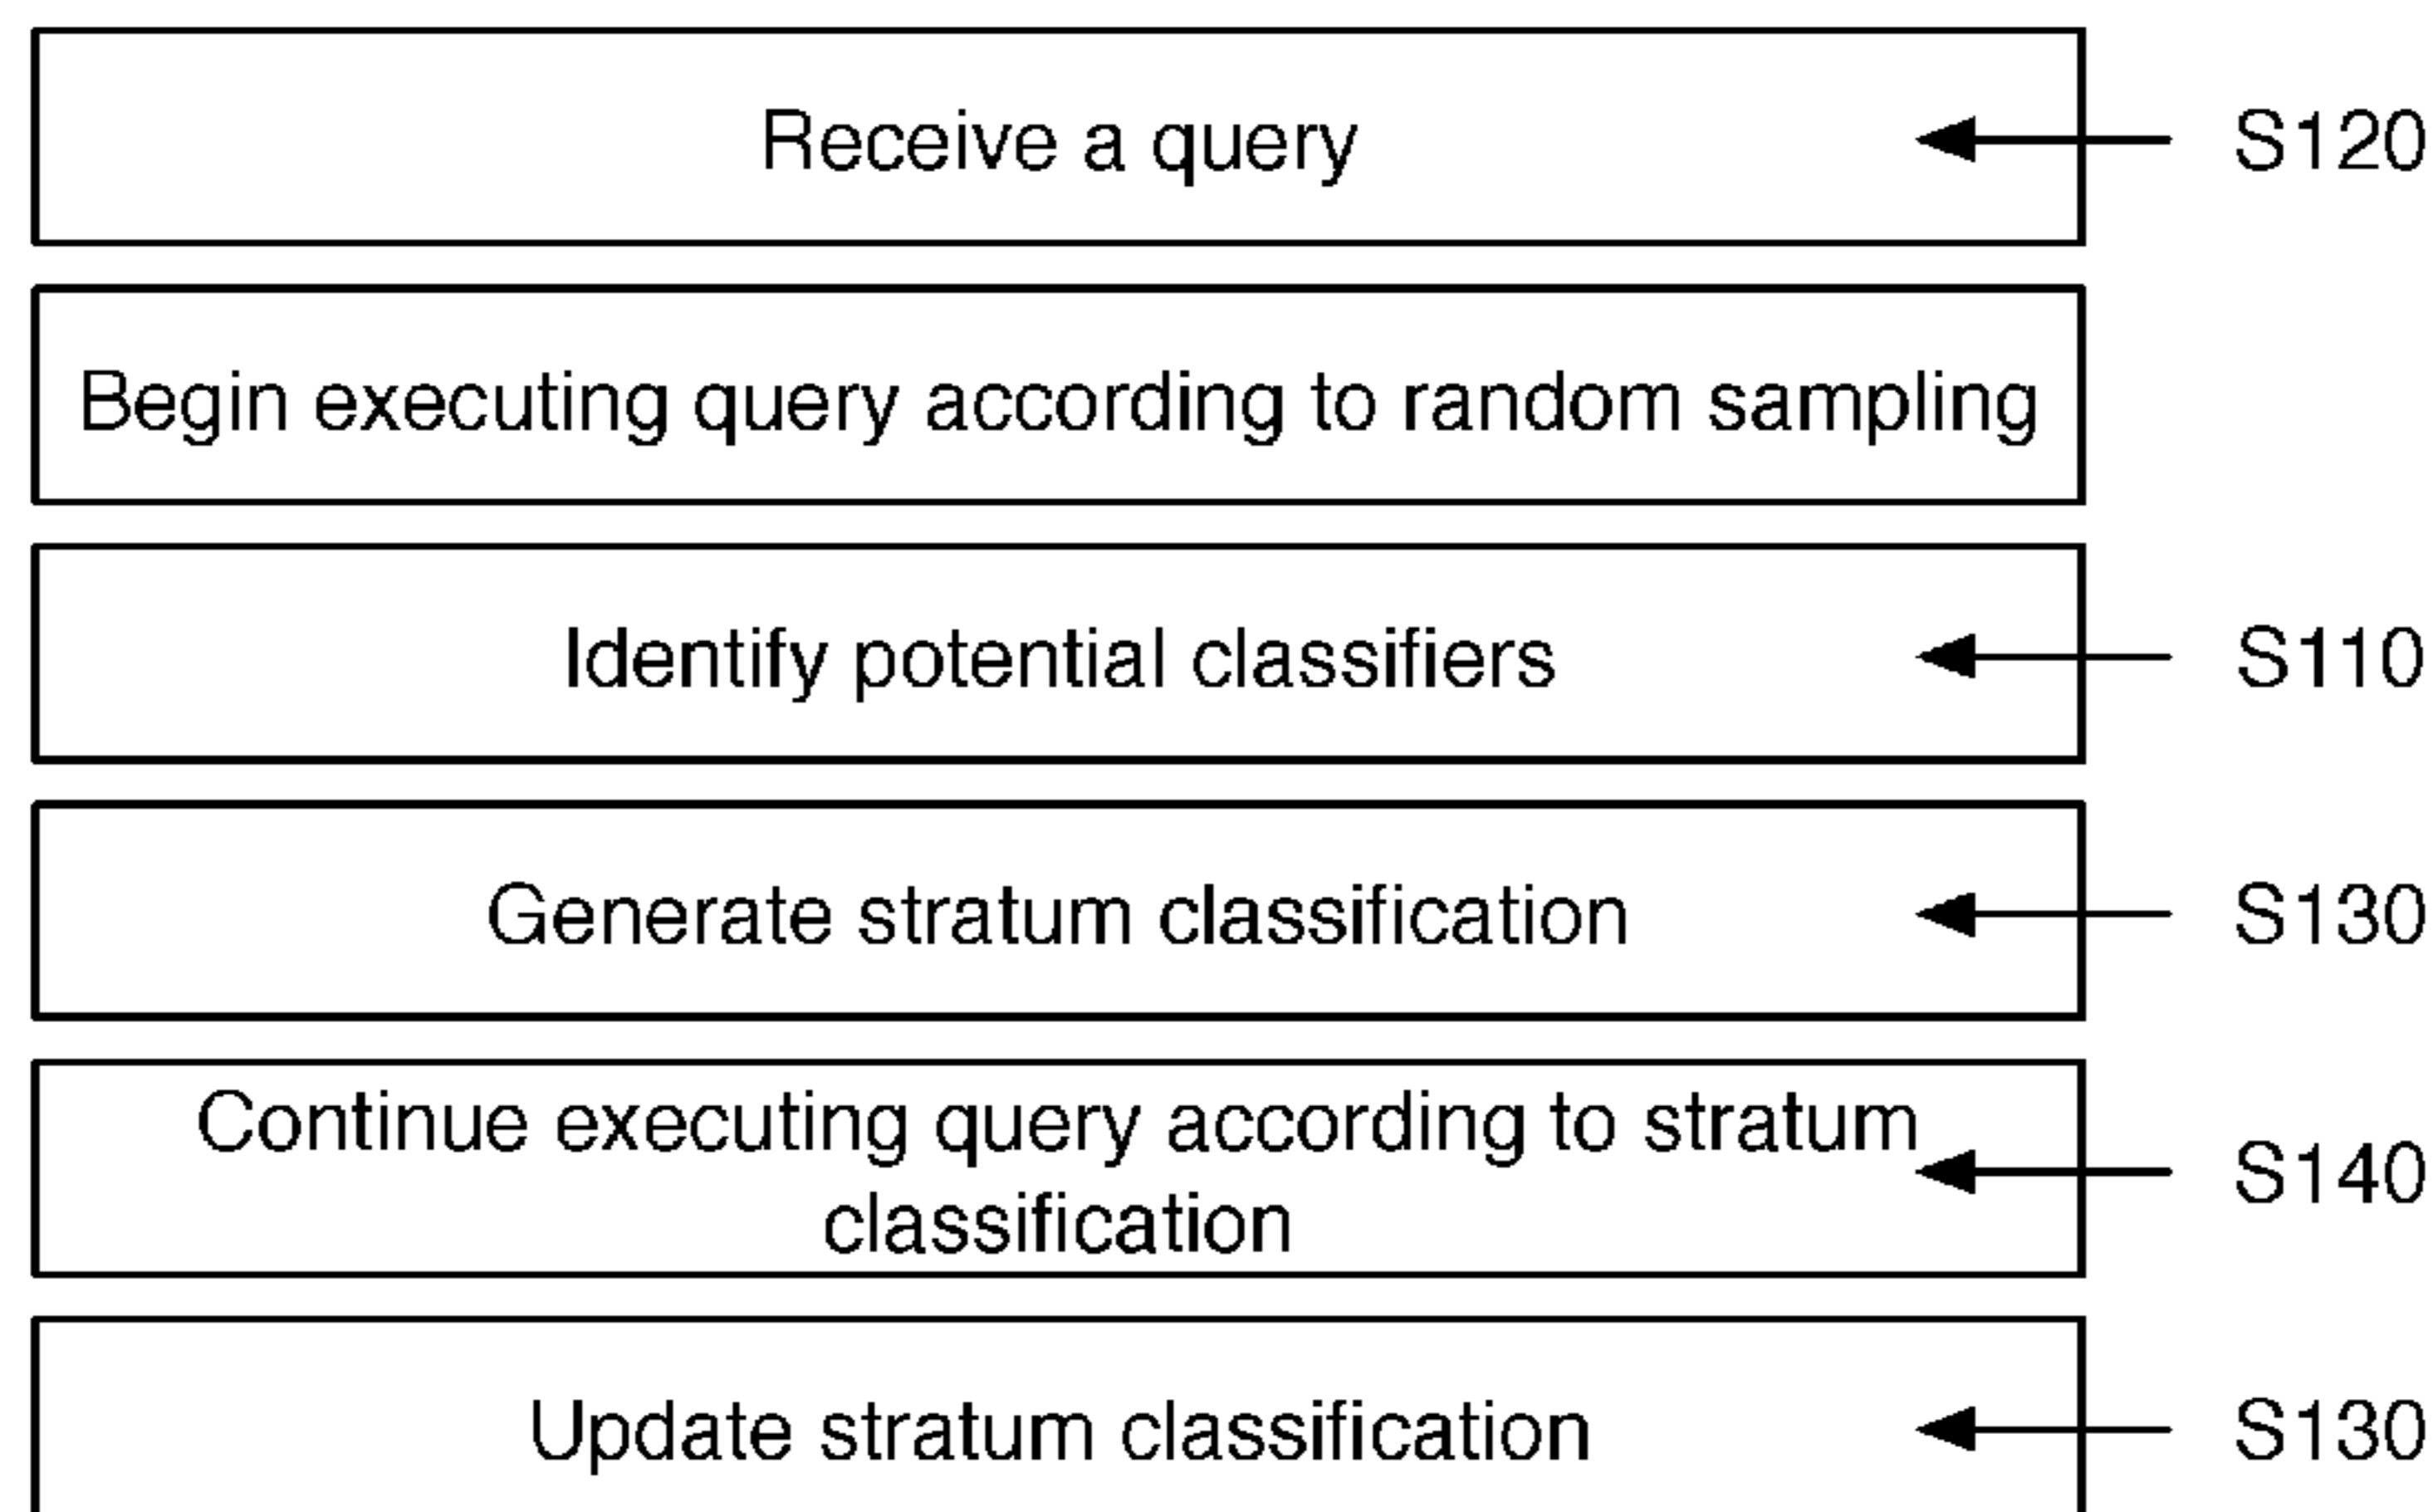 Receive a query
S120
Begin executing query according to random sampling
Identify potential classifiers
S110
Generate stratum classification
S130
Continue executing query according to stratum
classification
S140
Update stratum classification
S130